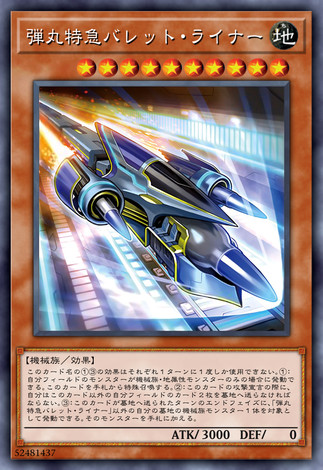 弾丸特急バレット・ライナー
地
【機械族／効果】
このカード名の①③の効果はそれぞれ１ターンに１度しか使用できない。①：
自分フィールドのモンスターが機械族・地属性モンスターのみの場合に発動で
きる。このカードを手札から特殊召喚する。②：このカードの攻撃宣言の際に、
自分はこのカード以外の自分フィールドのカード２枚を墓地へ送らなければ
ならない。③：このカードが墓地へ送られたターンのエンドフェイズに、「弾丸
特急バレット・ライナー」以外の自分の墓地の機械族モンスター１体を対象と
して発動できる。そのモンスターを手札に加える。
ATK/ 3000 DEF/ 0
52481437